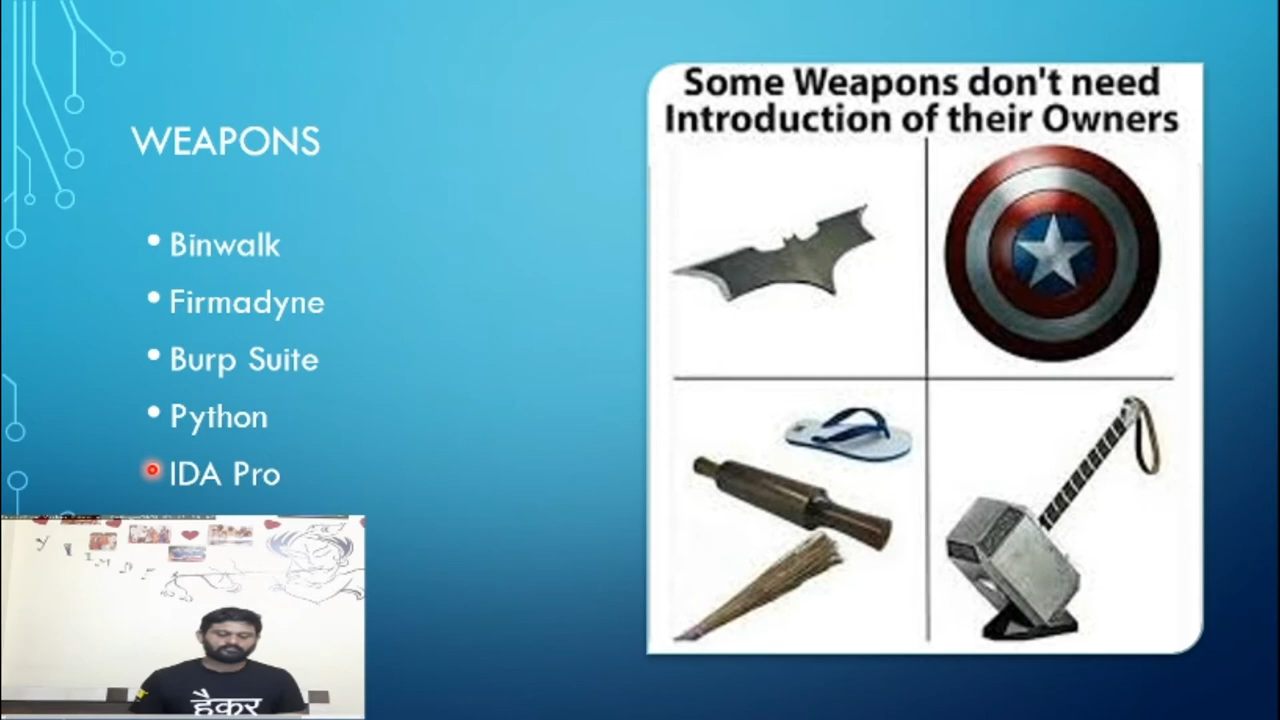 WEAPONS
Binwalk
Firmadyne
Burp Suite
Python
IDA Pro
Some Weapons don't need
Introduction of their Owners
हैकर